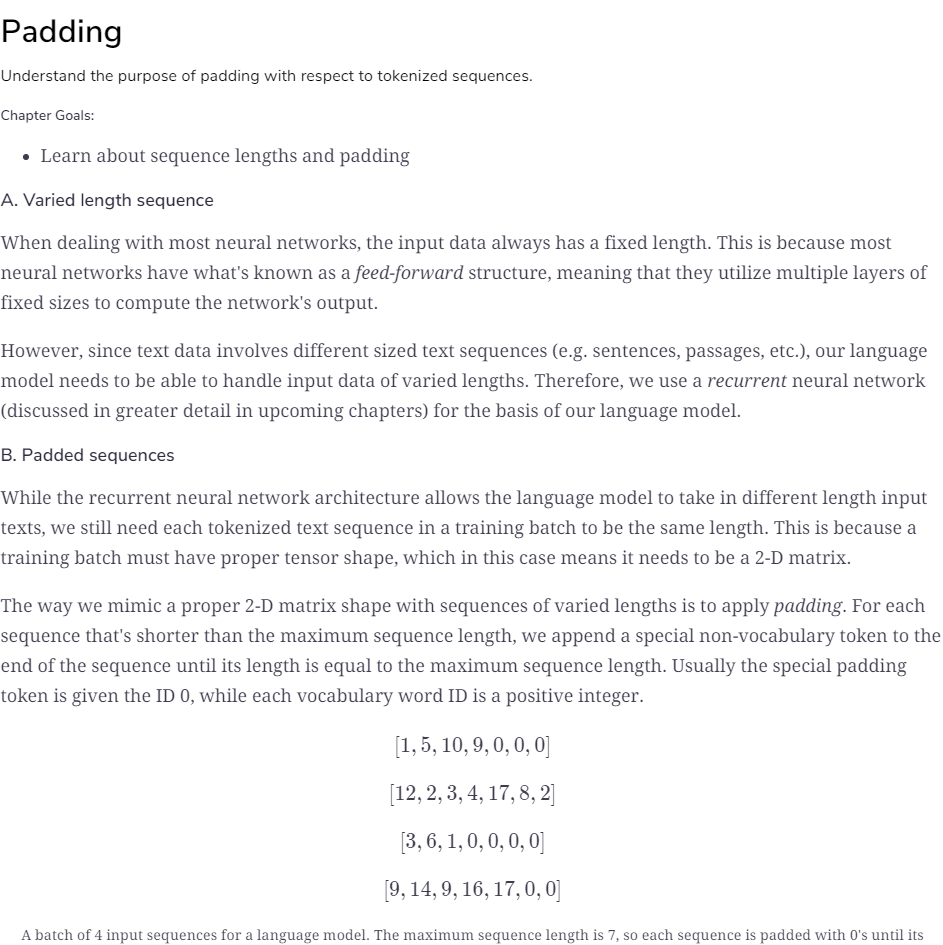 Padding
Understand the purpose of padding with respect to tokenized sequences.
Chapter Goals:
• Learn about sequence lengths and padding
A. Varied length sequence
When dealing with most neural networks, the input data always has a fixed length. This is because most
neural networks have what's known as a feed-forward structure, meaning that they utilize multiple layers of
fixed sizes to compute the network's output.
However, since text data involves different sized text sequences (e.g. sentences, passages, etc.), our language
model needs to be able to handle input data of varied lengths. Therefore, we use a recurrent neural network
(discussed in greater detail in upcoming chapters) for the basis of our language model.
B. Padded sequences
While the recurrent neural network architecture allows the language model to take in different length input
texts, we still need each tokenized text sequence in a training batch to be the same length. This is because a
training batch must have proper tensor shape, which in this case means it needs to be a 2-D matrix.
The way we mimic a proper 2-D matrix shape with sequences of varied lengths is to apply padding. For each
sequence that's shorter than the maximum sequence length, we append a special non-vocabulary token to the
end of the sequence until its length is equal to the maximum sequence length. Usually the special padding
token is given the ID 0, while each vocabulary word ID is a positive integer.
[1, 5, 10, 9, 0, 0, 0]
[12, 2, 3, 4, 17, 8, 2]
[3, 6, 1, 0, 0, 0, 0]
[9, 14, 9, 16, 17, 0, 0]
A batch of 4 input sequences for a language model. The maximum sequence length is 7, so each sequence is padded with 0's until its